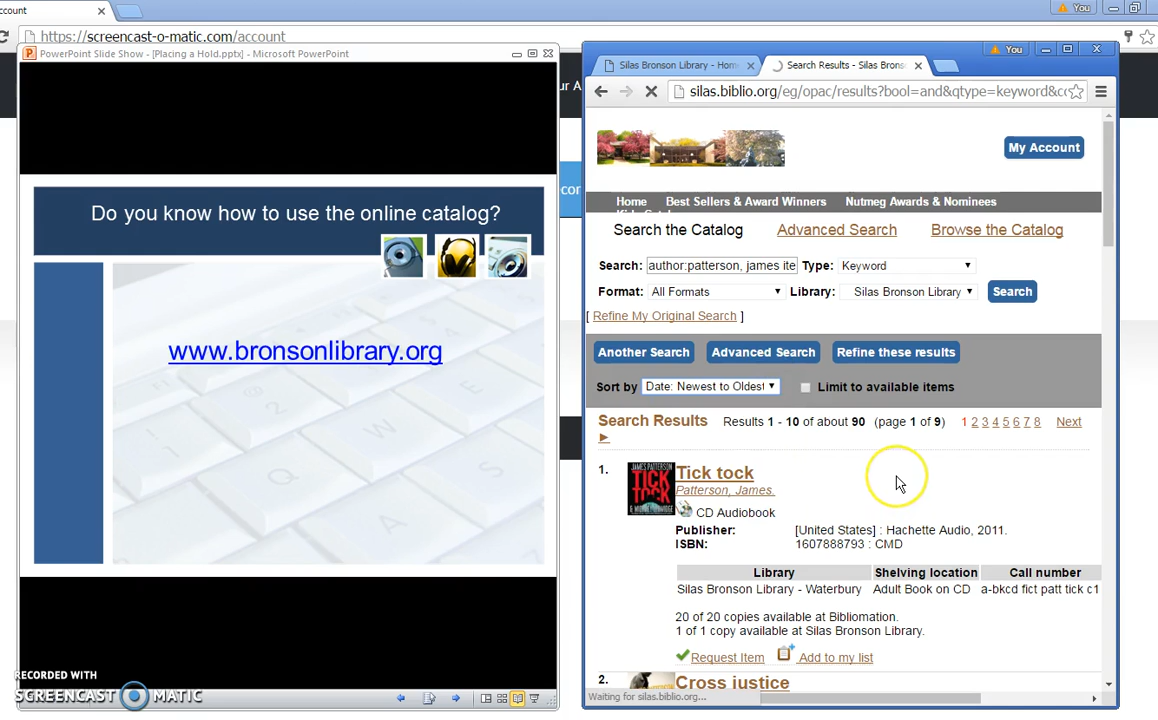 ccount
You
https://screencast-o-matic.com/account
PowerPoint Slide Show - [Placing a Hold.pptx] - Microsoft PowerPoint
ur A
cor
Do you know how to use the online catalog?
www.bronsonlibrary.org
RECORDED WITH
SCREENCAST-O-MATIC
You
Silas Bronson Library - Hom
Search Results - Silas Brons
silas.biblio.org/eg/opac/results?bool=and&qtype=keyword&c
My Account
Home Best Sellers & Award Winners Nutmeg Awards & Nominees
Search the Catalog Advanced Search Browse the Catalog
Search: author:patterson, james ite Type: Keyword
Format: All Formats Library: Silas Bronson Library Search
[ Refine My Original Search ]
Another Search Advanced Search Refine these results
Sort by Date: Newest to Oldest Limit to available items
Search Results Results 1 - 10 of about 90 (page 1 of 9) 1 2 3 4 5 6 7 8 Next
1. Tick tock
JAMES PATTERSON
TICK
TOCK
Patterson, James.
CD Audiobook
Publisher: [United States] : Hachette Audio, 2011.
ISBN: 1607888793 : CMD
Library Shelving location Call number
Silas Bronson Library - Waterbury Adult Book on CD a-bkcd fict patt tick c1
20 of 20 copies available at Bibliomation.
1 of 1 copy available at Silas Bronson Library.
Request Item Add to my list
2. Cross justice
Waiting for silas.biblio.org...